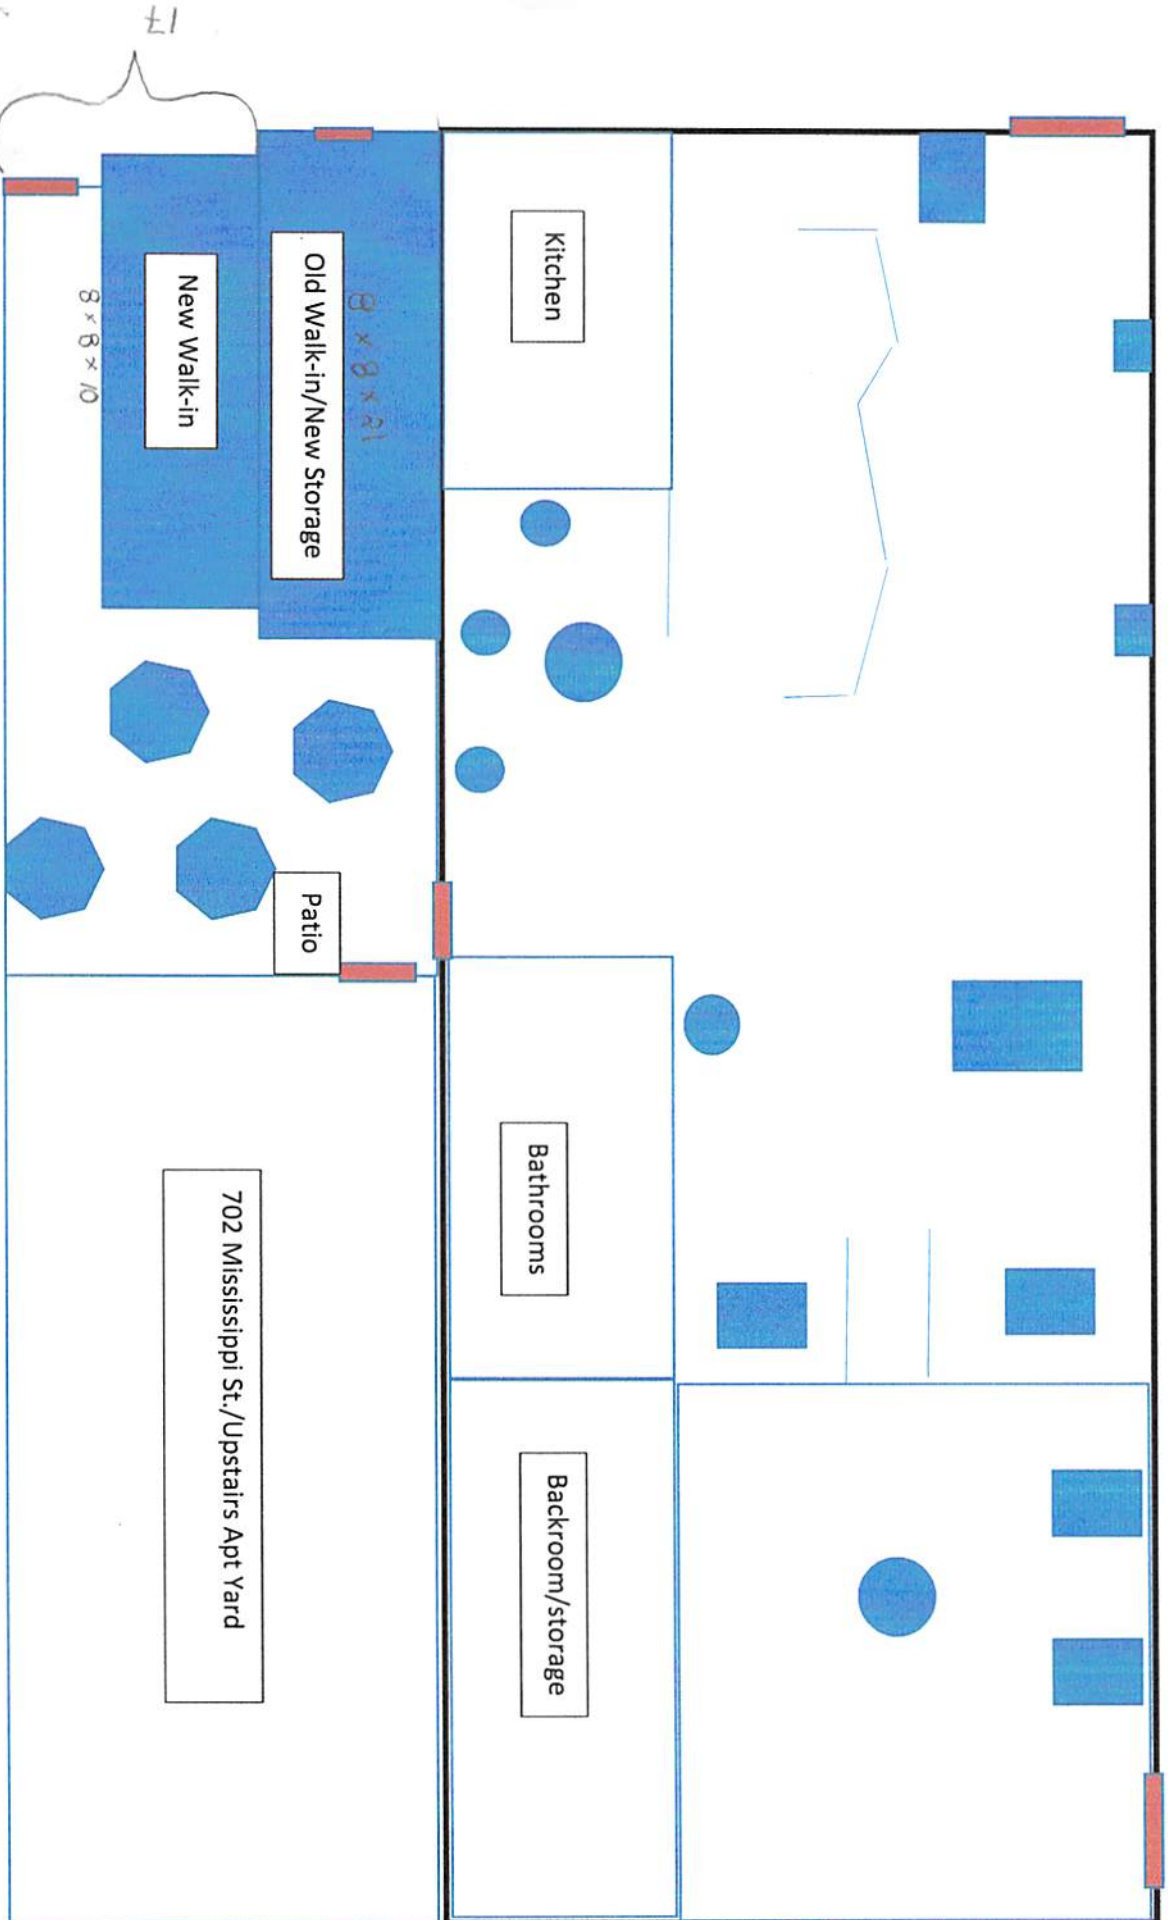 17
Kitchen
8 x 8 x 21
Old Walk-in/New Storage
New Walk-in
8 x 8 x 10
Patio
Bathrooms
702 Mississippi St./Upstairs Apt Yard
Backroom/storage